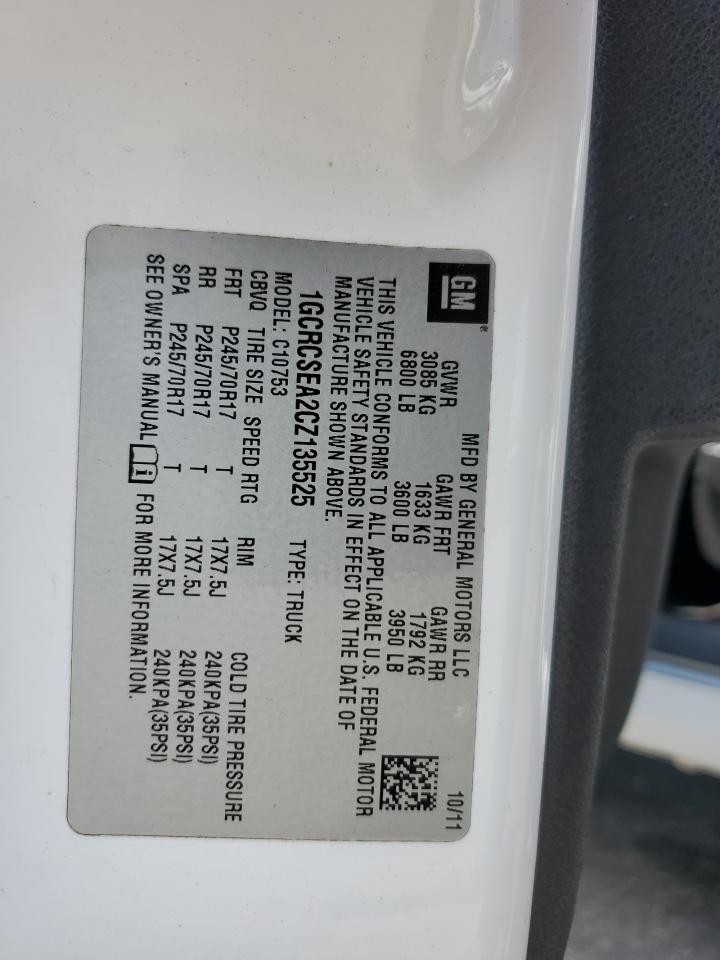 GM®
MFD BY GENERAL MOTORS LLC 10/11
GVWR GAWR FRT GAWR RR
3085 KG 1633 KG 1792 KG
6800 LB 3600 LB 3950 LB
THIS VEHICLE CONFORMS TO ALL APPLICABLE U.S. FEDERAL MOTOR
VEHICLE SAFETY STANDARDS IN EFFECT ON THE DATE OF
MANUFACTURE SHOWN ABOVE.
1GCRCSEA2CZ135525 TYPE: TRUCK
MODEL: C10753
CBVQ TIRE SIZE SPEED RTG RIM COLD TIRE PRESSURE
FRT P245/70R17 T 17X7.5J 240KPA(35PSI)
RR P245/70R17 T 17X7.5J 240KPA(35PSI)
SPA P245/70R17 T 17X7.5J 240KPA(35PSI)
SEE OWNER'S MANUAL i FOR MORE INFORMATION.